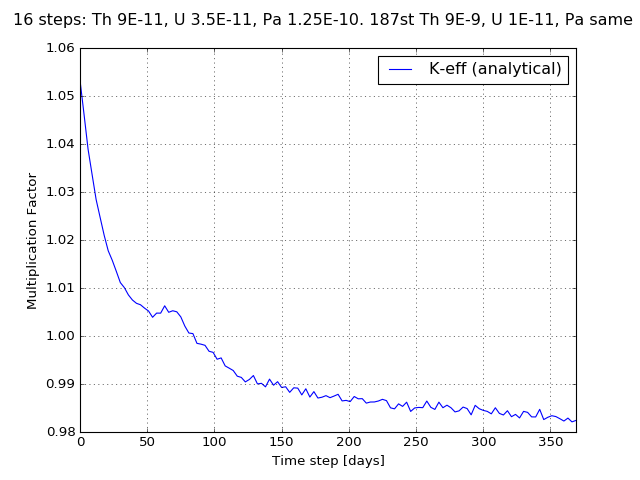 16 steps: Th 9E-11, U 3.5E-11, Pa 1.25E-10. 187st Th 9E-9, U 1E-11, Pa same
K-eff (analytical)
Multiplication Factor
1.06
1.05
1.04
1.03
1.02
1.01
1.00
0.99
0.98
0 50 100 150 200 250 300 350
Time step [days]